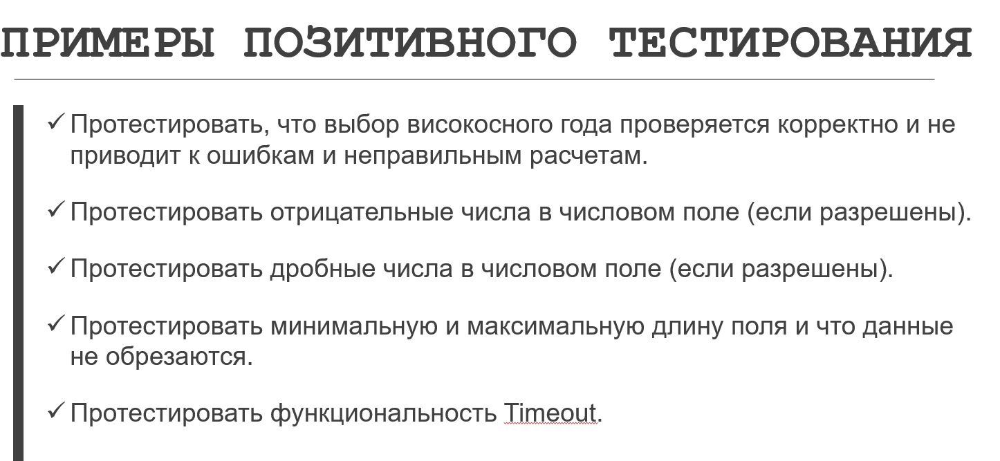 ПРИМЕРЫ ПОЗИТИВНОГО ТЕСТИРОВАНИЯ
✓ Протестировать, что выбор високосного года проверяется корректно и не
приводит к ошибкам и неправильным расчетам.
✓ Протестировать отрицательные числа в числовом поле (если разрешены).
✓ Протестировать дробные числа в числовом поле (если разрешены).
✓ Протестировать минимальную и максимальную длину поля и что данные
не обрезаются.
✓ Протестировать функциональность Timeout.